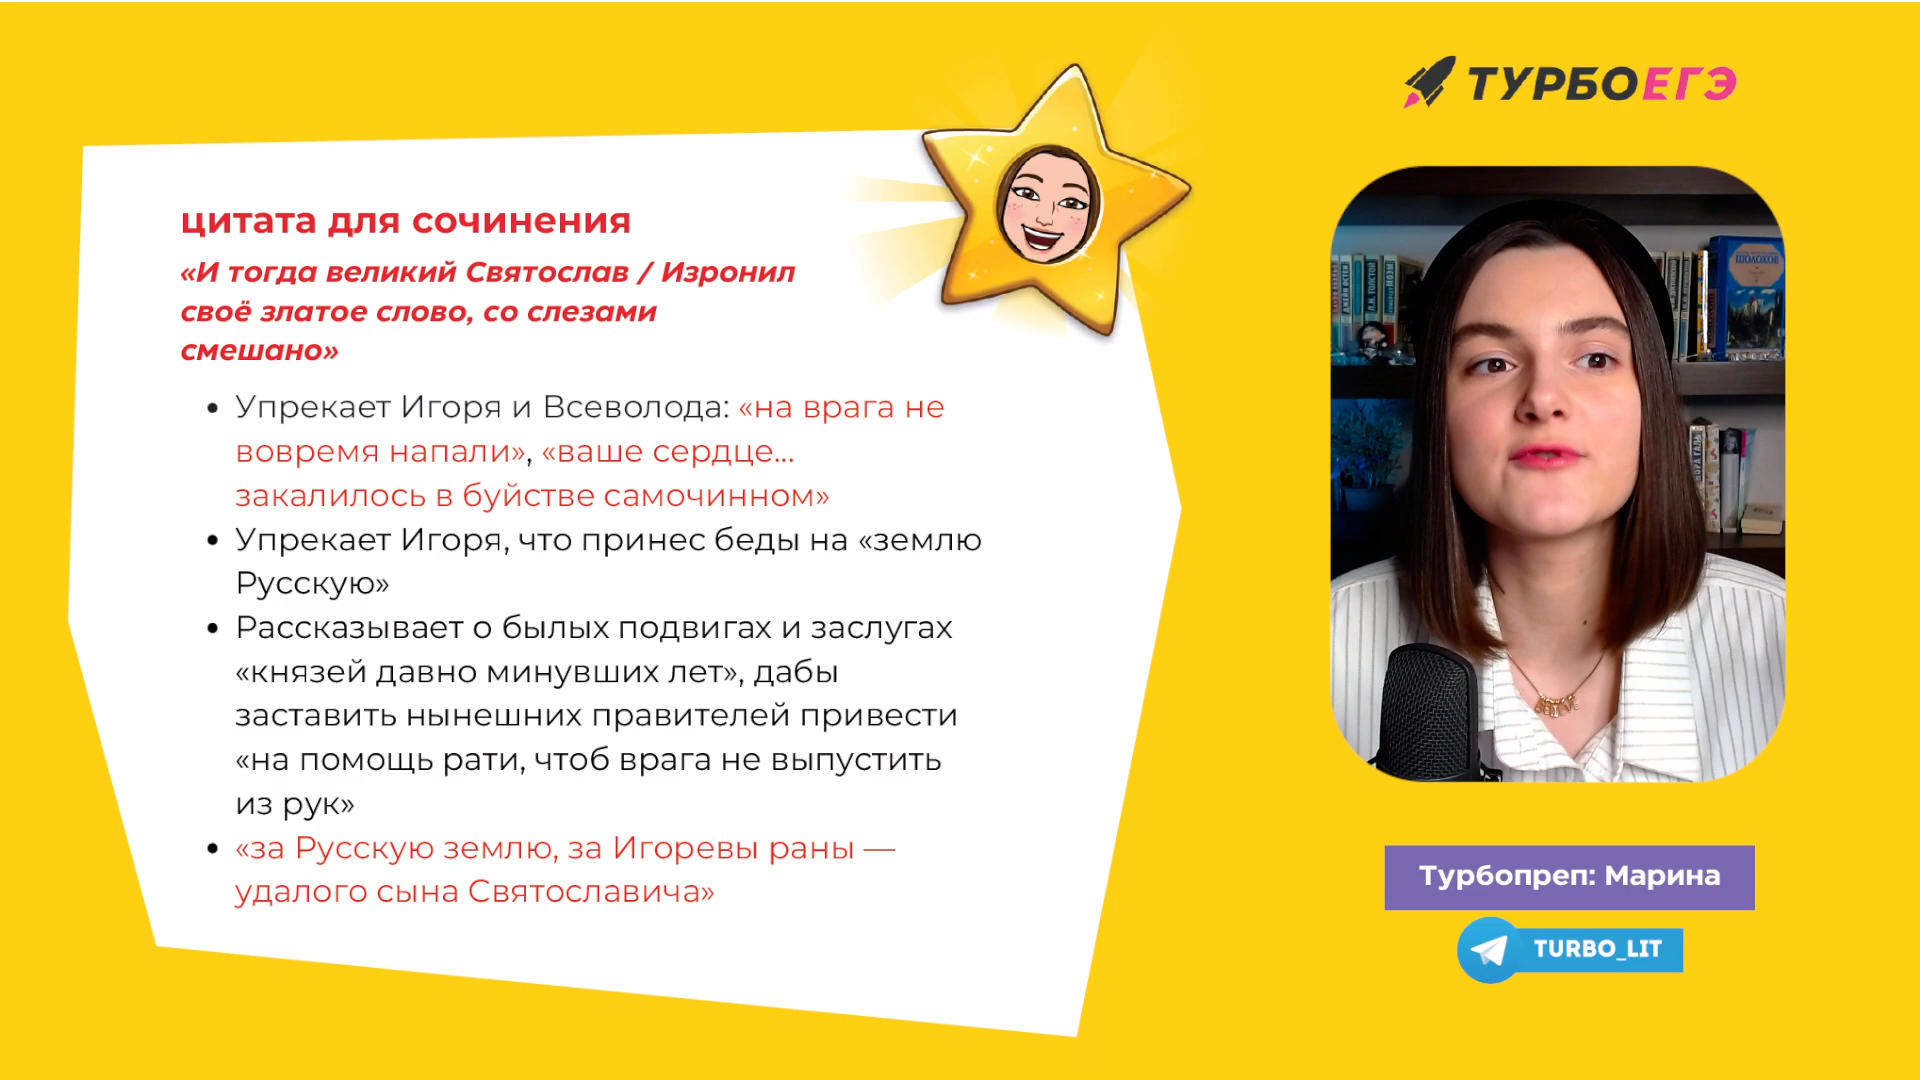 ТУРБОЕГЭ
цитата для сочинения
«И тогда великий Святослав / Изронил
своё златое слово, со слезами
смешано»
Упрекает Игоря и Всеволода: «на врага не
вовремя напали», «ваше сердце...
закалилось в буйстве самочинном»
Упрекает Игоря, что принес беды на «землю
Русскую»
Рассказывает о былых подвигах и заслугах
«князей давно минувших лет», дабы
заставить нынешних правителей привести
«на помощь рати, чтоб врага не выпустить
из рук»
«за Русскую землю, за Игоревы раны —
удалого сына Святославича»
ШОЛОХОВ
Л.Н. ТОЛСТОЙ
Турбопреп: Марина
TURBO_LIT